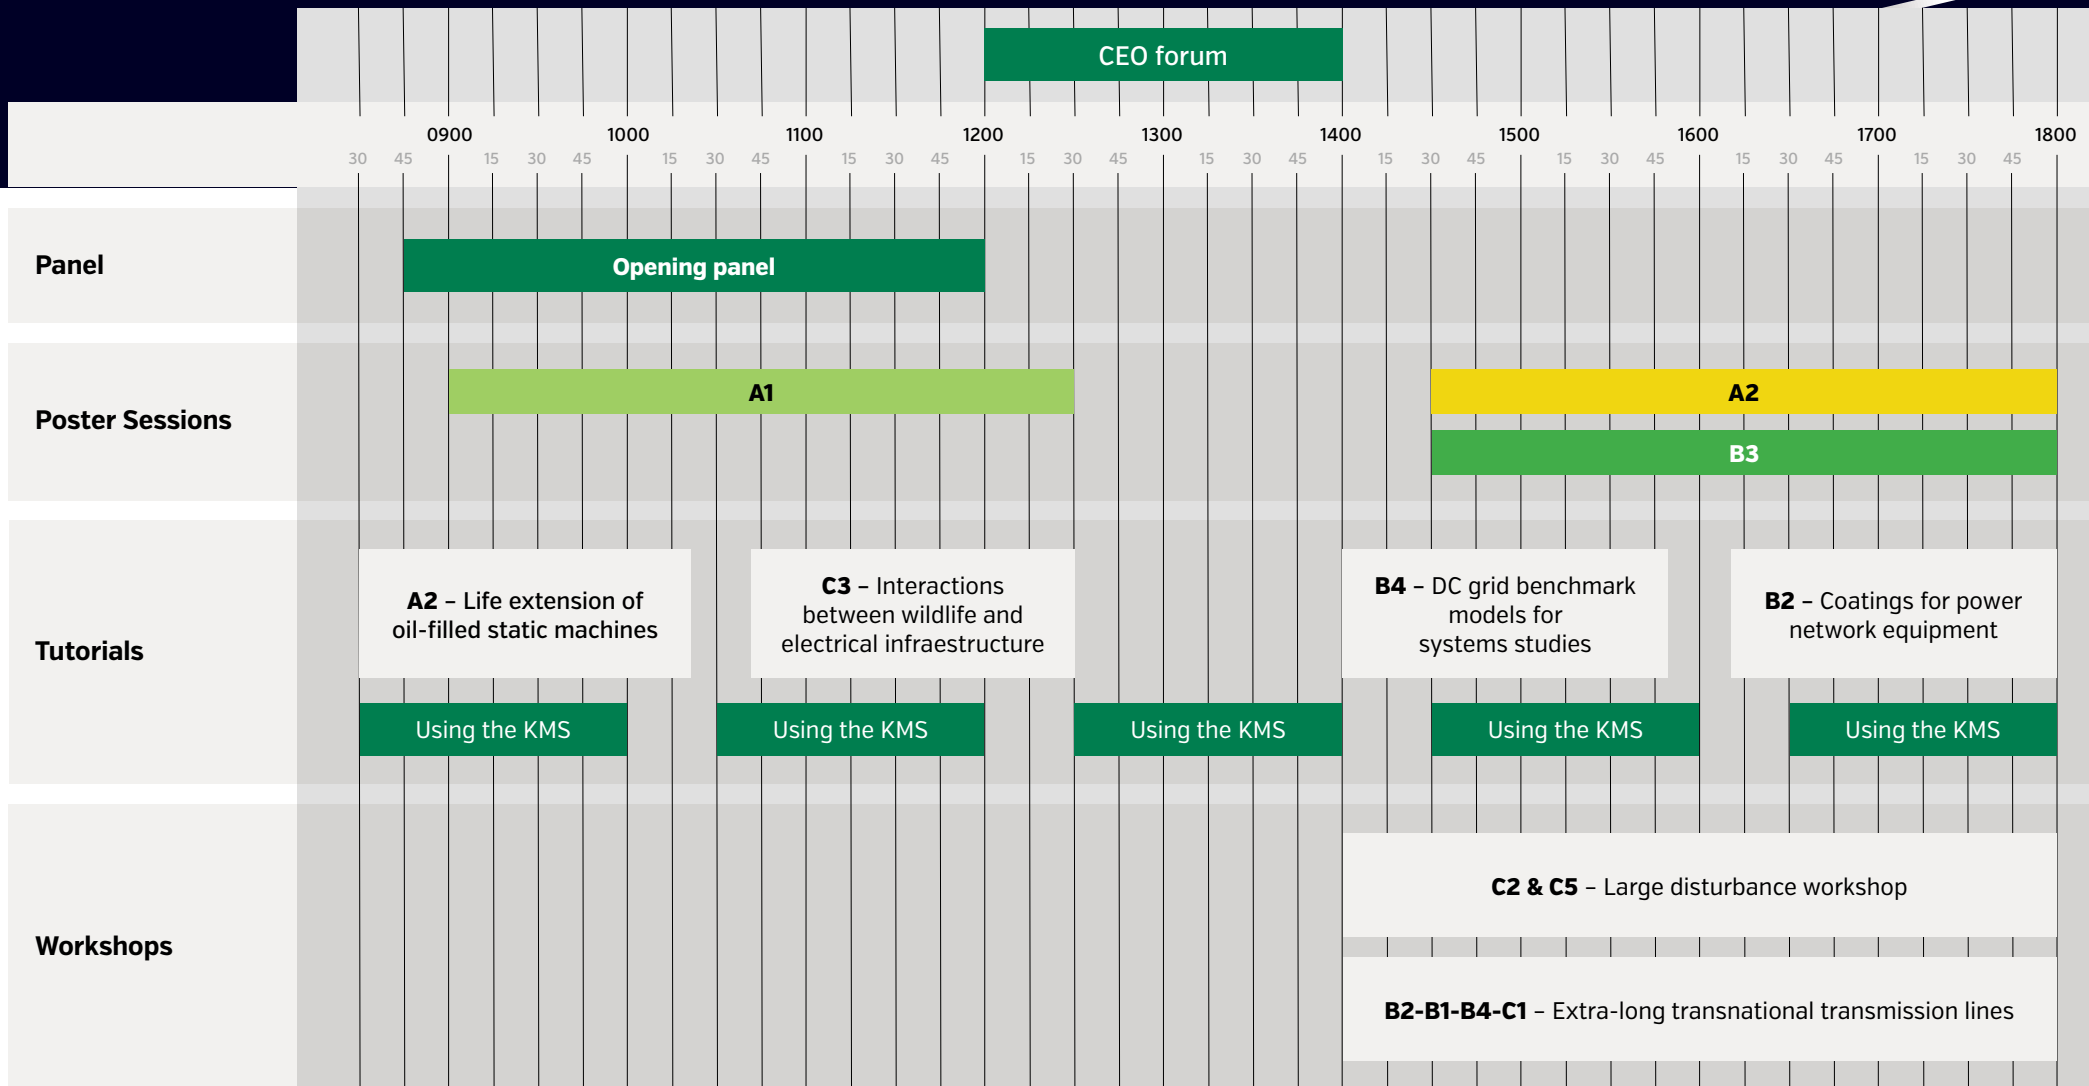 CEO forum
0900 1000 1100 1200 1300 1400 1500 1600 1700 1800
30 45 15 30 45 15 30 45 15 30 45 15 30 45 15 30 45 15 30 45 15 30 45 15 30 45 15 30 45
Panel
Opening panel
Poster Sessions
A1
A2
B3
Tutorials
A2 – Life extension of
oil-filled static machines
C3 – Interactions
between wildlife and
electrical infraestructure
B4 – DC grid benchmark
models for
systems studies
B2 – Coatings for power
network equipment
Using the KMS
Using the KMS
Using the KMS
Using the KMS
Using the KMS
Workshops
C2 & C5 – Large disturbance workshop
B2-B1-B4-C1 – Extra-long transnational transmission lines